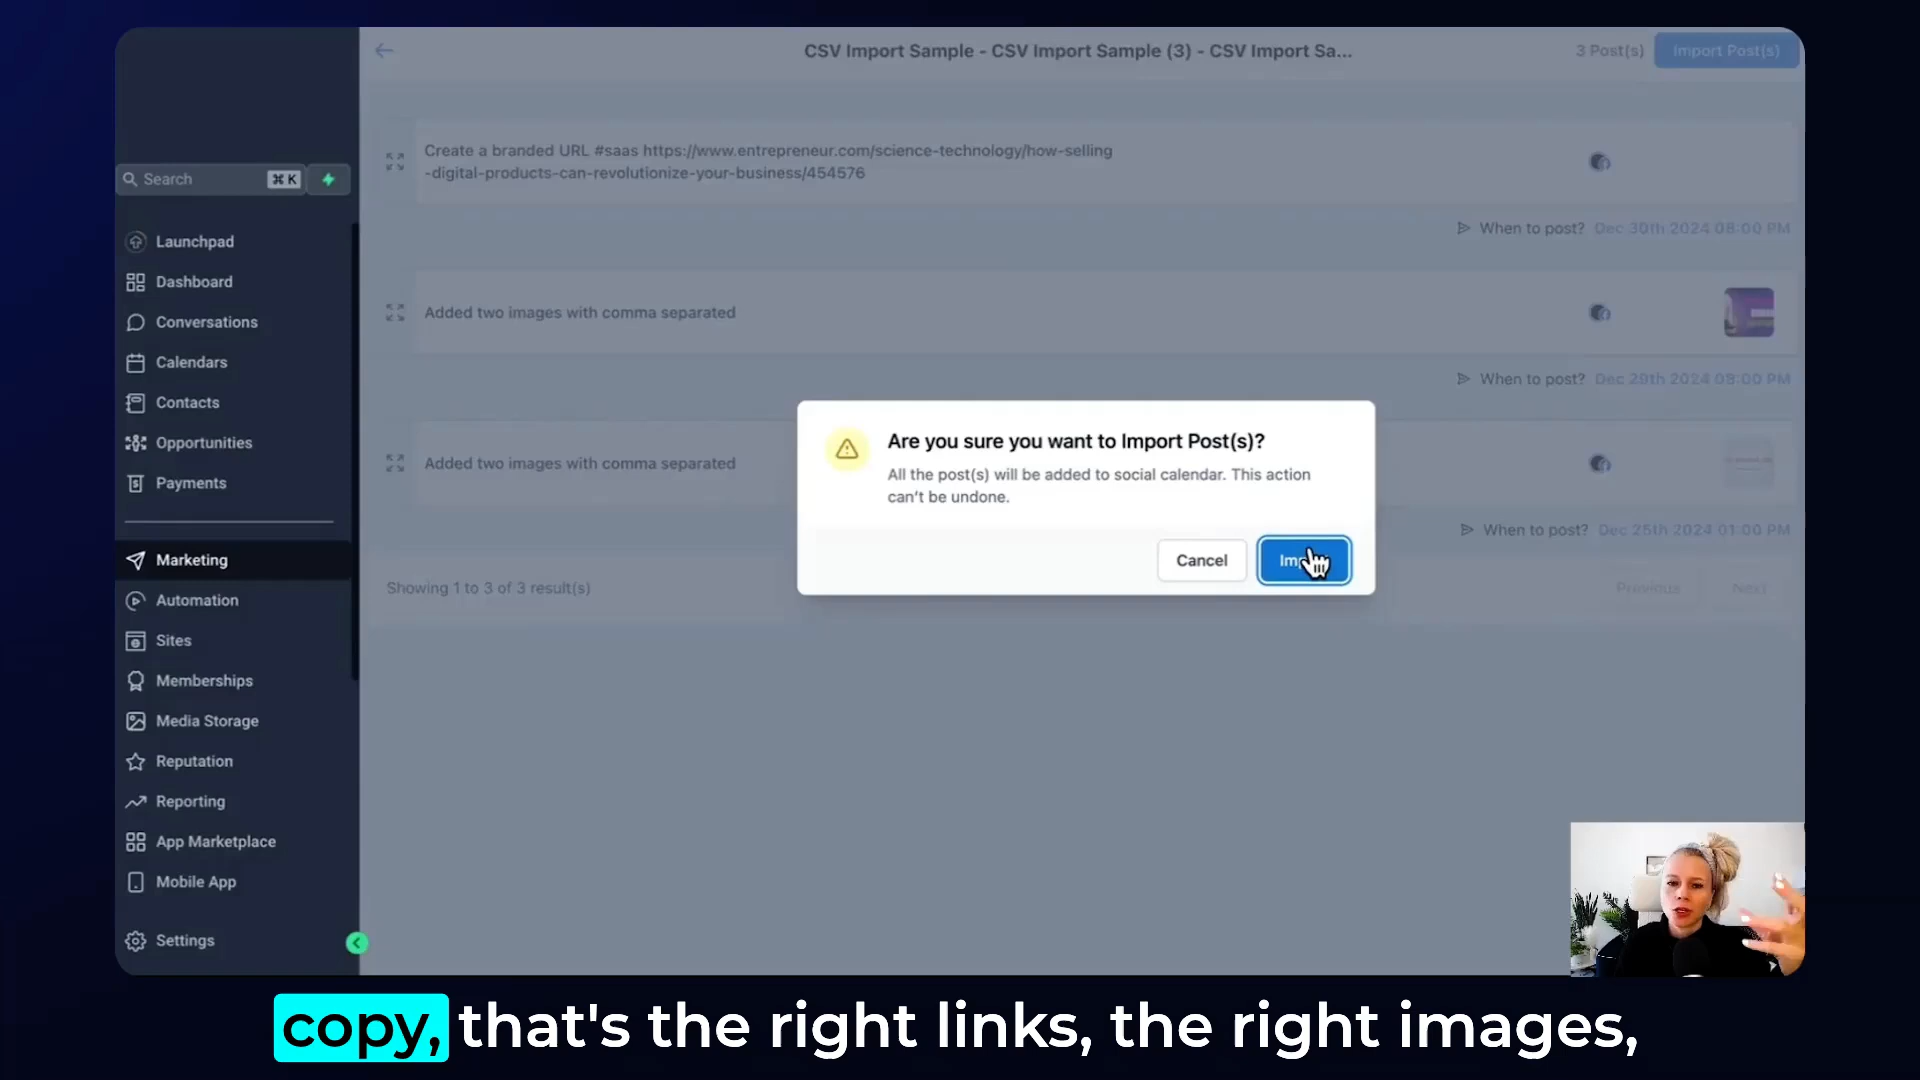 CSV Import Sample - CSV Import Sample (3) - CSV Import Sa...
3 Post(s)
Import Post(s)
Search
⌘ K
Launchpad
Dashboard
Conversations
Calendars
Contacts
Opportunities
Payments
Marketing
Automation
Sites
Memberships
Media Storage
Reputation
Reporting
App Marketplace
Mobile App
Settings
Create a branded URL #saas https://www.entrepreneur.com/science-technology/how-selling
-digital-products-can-revolutionize-your-business/454576
When to post? Dec 30th 2024 08:00 PM
Added two images with comma separated
When to post? Dec 29th 2024 09:00 PM
Added two images with comma separated
When to post? Dec 25th 2024 01:00 PM
Showing 1 to 3 of 3 result(s)
Previous
Next
Are you sure you want to Import Post(s)?
All the post(s) will be added to social calendar. This action
can't be undone.
Cancel
copy, that's the right links, the right images,